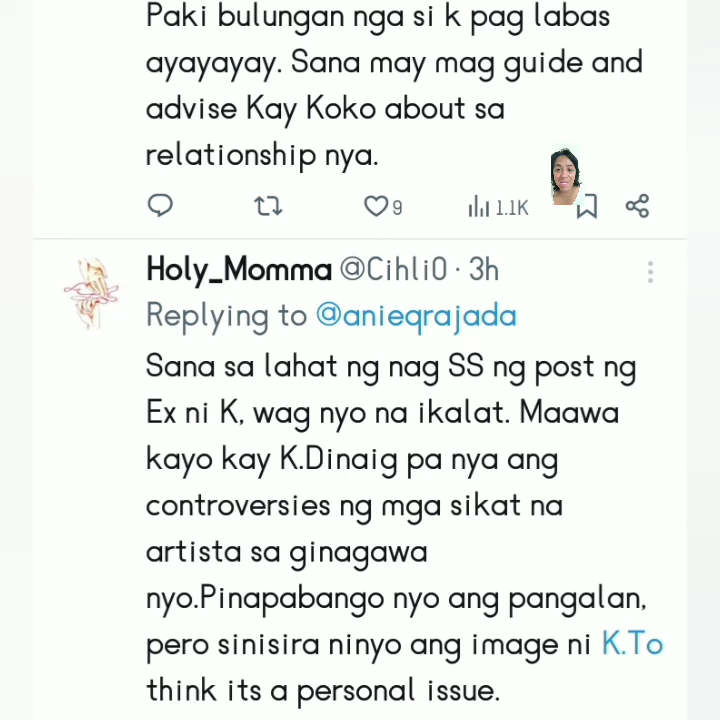 Paki bulungan nga si k pag labas
ayayayay. Sana may mag guide and
advise Kay Koko about sa
relationship nya.
9 1.1K
Holy_Momma @Cihli0 · 3h
Replying to @anieqrajada
Sana sa lahat ng nag SS ng post ng
Ex ni K, wag nyo na ikalat. Maawa
kayo kay K.Dinaig pa nya ang
controversies ng mga sikat na
artista sa ginagawa
nyo.Pinapabango nyo ang pangalan,
pero sinisira ninyo ang image ni K.To
think its a personal issue.